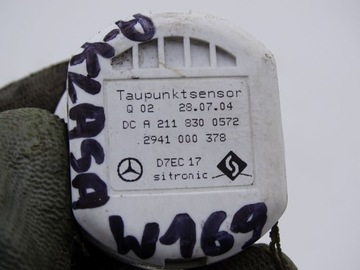 Taupunktsensor
Q 02 28.07.04
DC A 211 830 0572
2941 000 378
D7EC 17
sitronic
W169